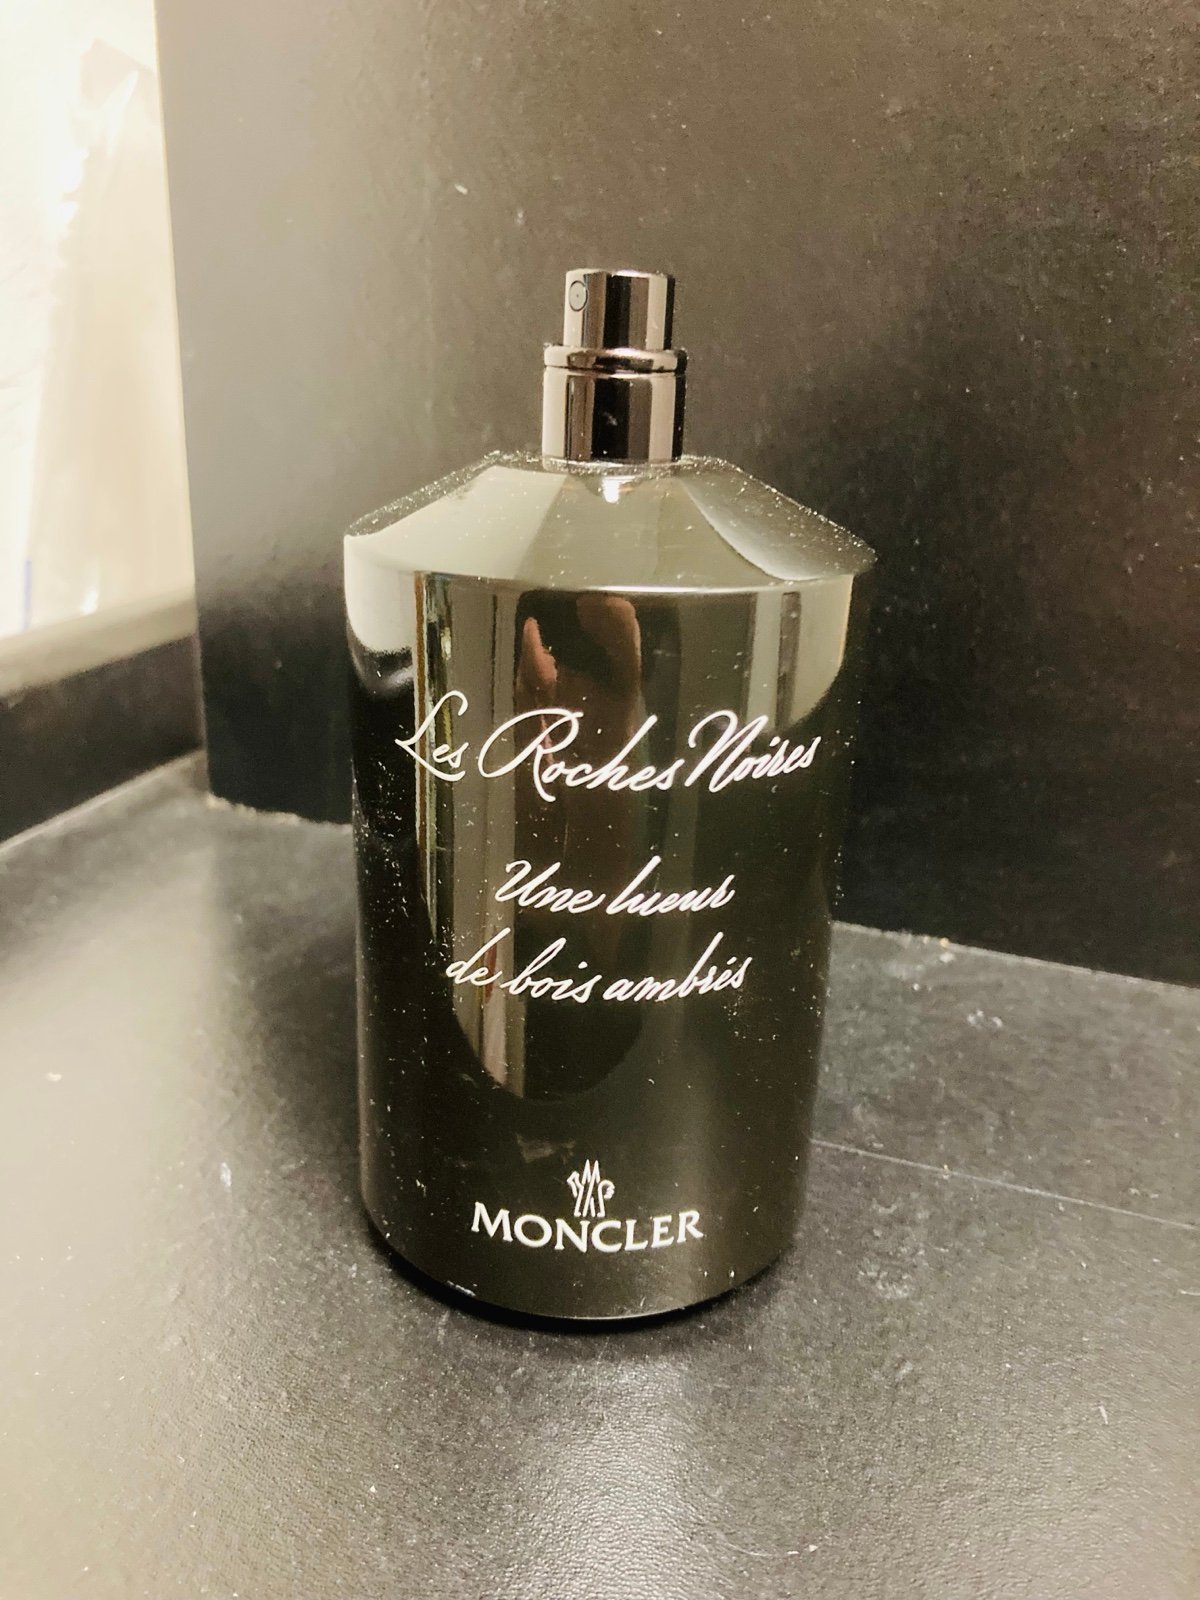 Les Roches Noires
Une lueur
de bois ambrés
MONCLER